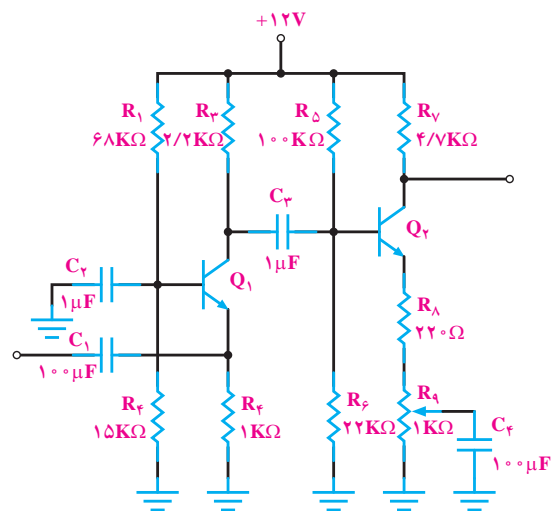 +۱۲V
R۱
۶۸KΩ
R۳
۲/۲KΩ
R۵
۱۰۰KΩ
R۷
۴/۷KΩ
C۳
۱μF
Q۲
C۲
۱μF
Q۱
C۱
۱۰۰μF
R۸
۲۲۰Ω
R۴
۱۵KΩ
R۴
۱KΩ
R۶
۲۲KΩ
R۹
۱KΩ
C۴
۱۰۰μF